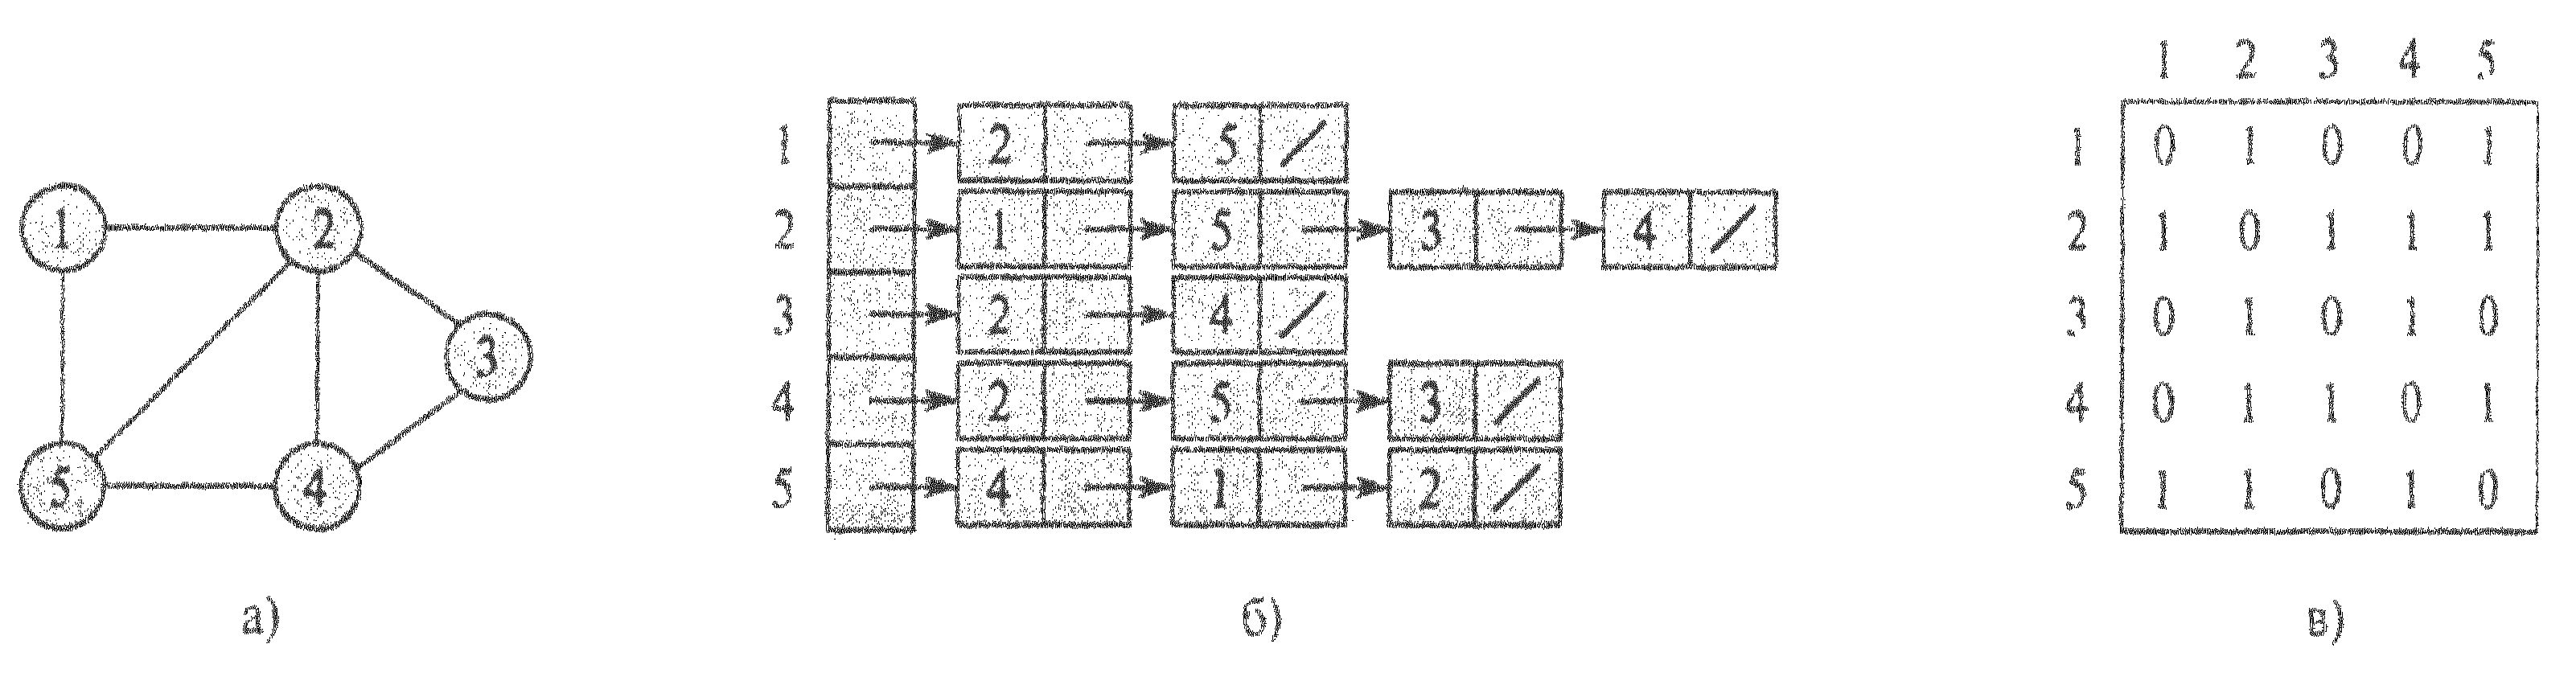 1 2 3 5 4
а)
1 2 5
2 1 5 3 4
3 2 4
4 2 5 3
5 4 1 2
б)
1 2 3 4 5
1 0 1 0 0 1
2 1 0 1 1 1
3 0 1 0 1 0
4 0 1 1 0 1
5 1 1 0 1 0
в)